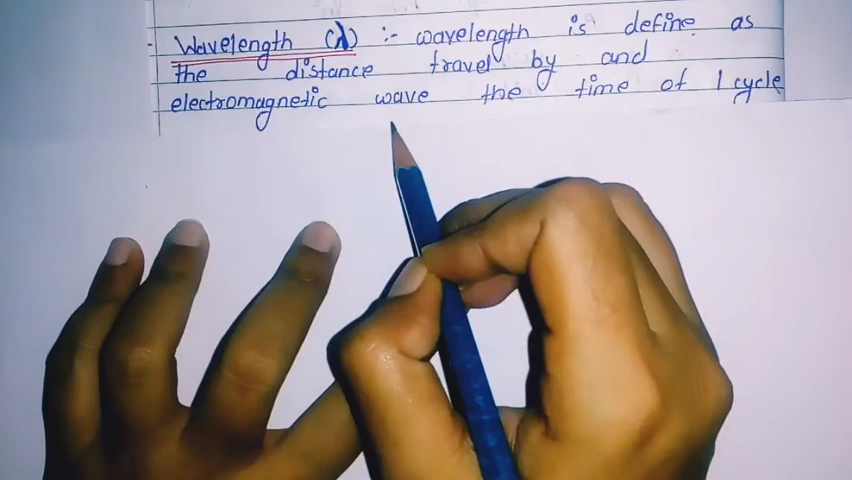 Wavelength (λ) :- wavelength is define as
the distance travel by and
electromagnetic wave the time of 1 cycle